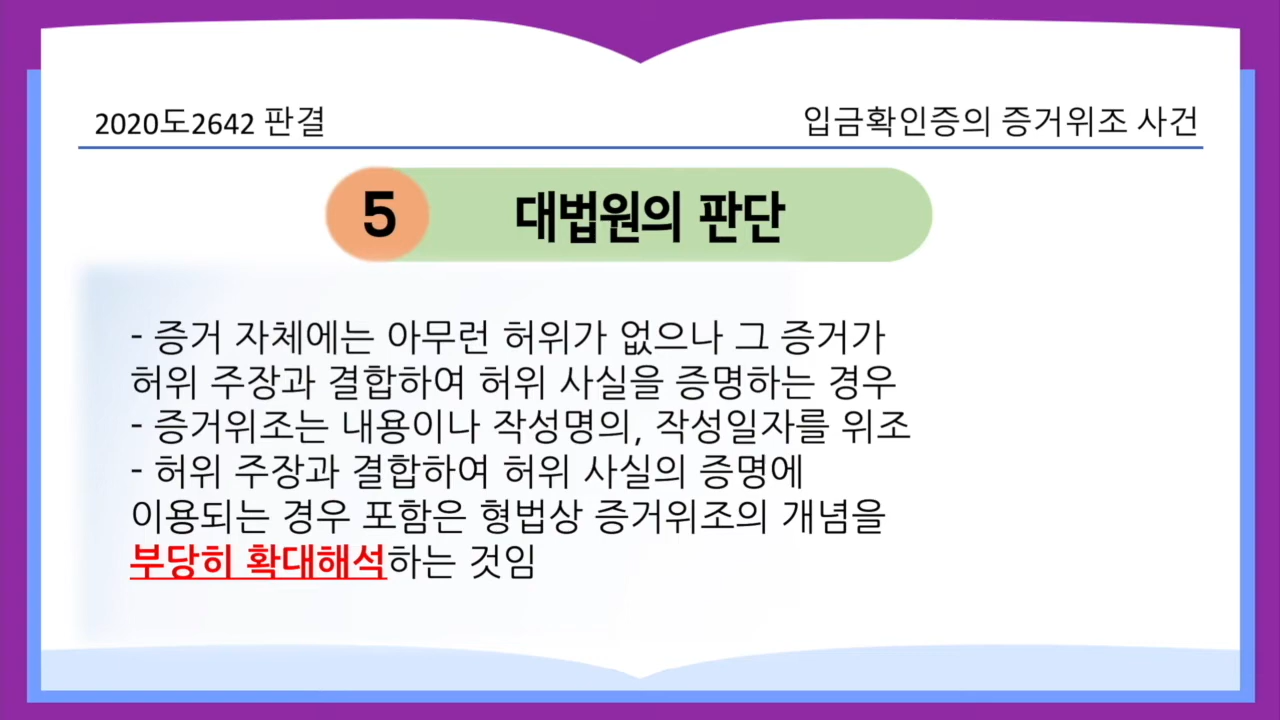 2020도2642 판결
입금확인증의 증거위조 사건
5
대법원의 판단
- 증거 자체에는 아무런 허위가 없으나 그 증거가
허위 주장과 결합하여 허위 사실을 증명하는 경우
- 증거위조는 내용이나 작성명의, 작성일자를 위조
- 허위 주장과 결합하여 허위 사실의 증명에
이용되는 경우 포함은 형법상 증거위조의 개념을
부당히 확대해석하는 것임